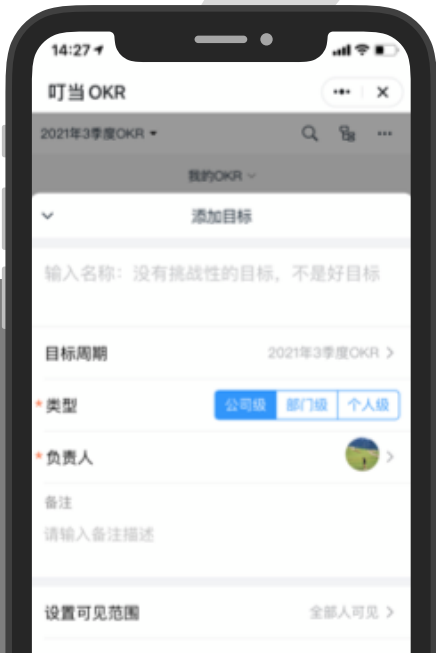 14:27
叮当OKR
2021年3季度OKR
我的OKR
添加目标
输入名称：没有挑战性的目标，不是好目标
目标周期 2021年3季度OKR
*类型 公司级 部门级 个人级
*负责人
备注
请输入备注描述
设置可见范围 全部人可见